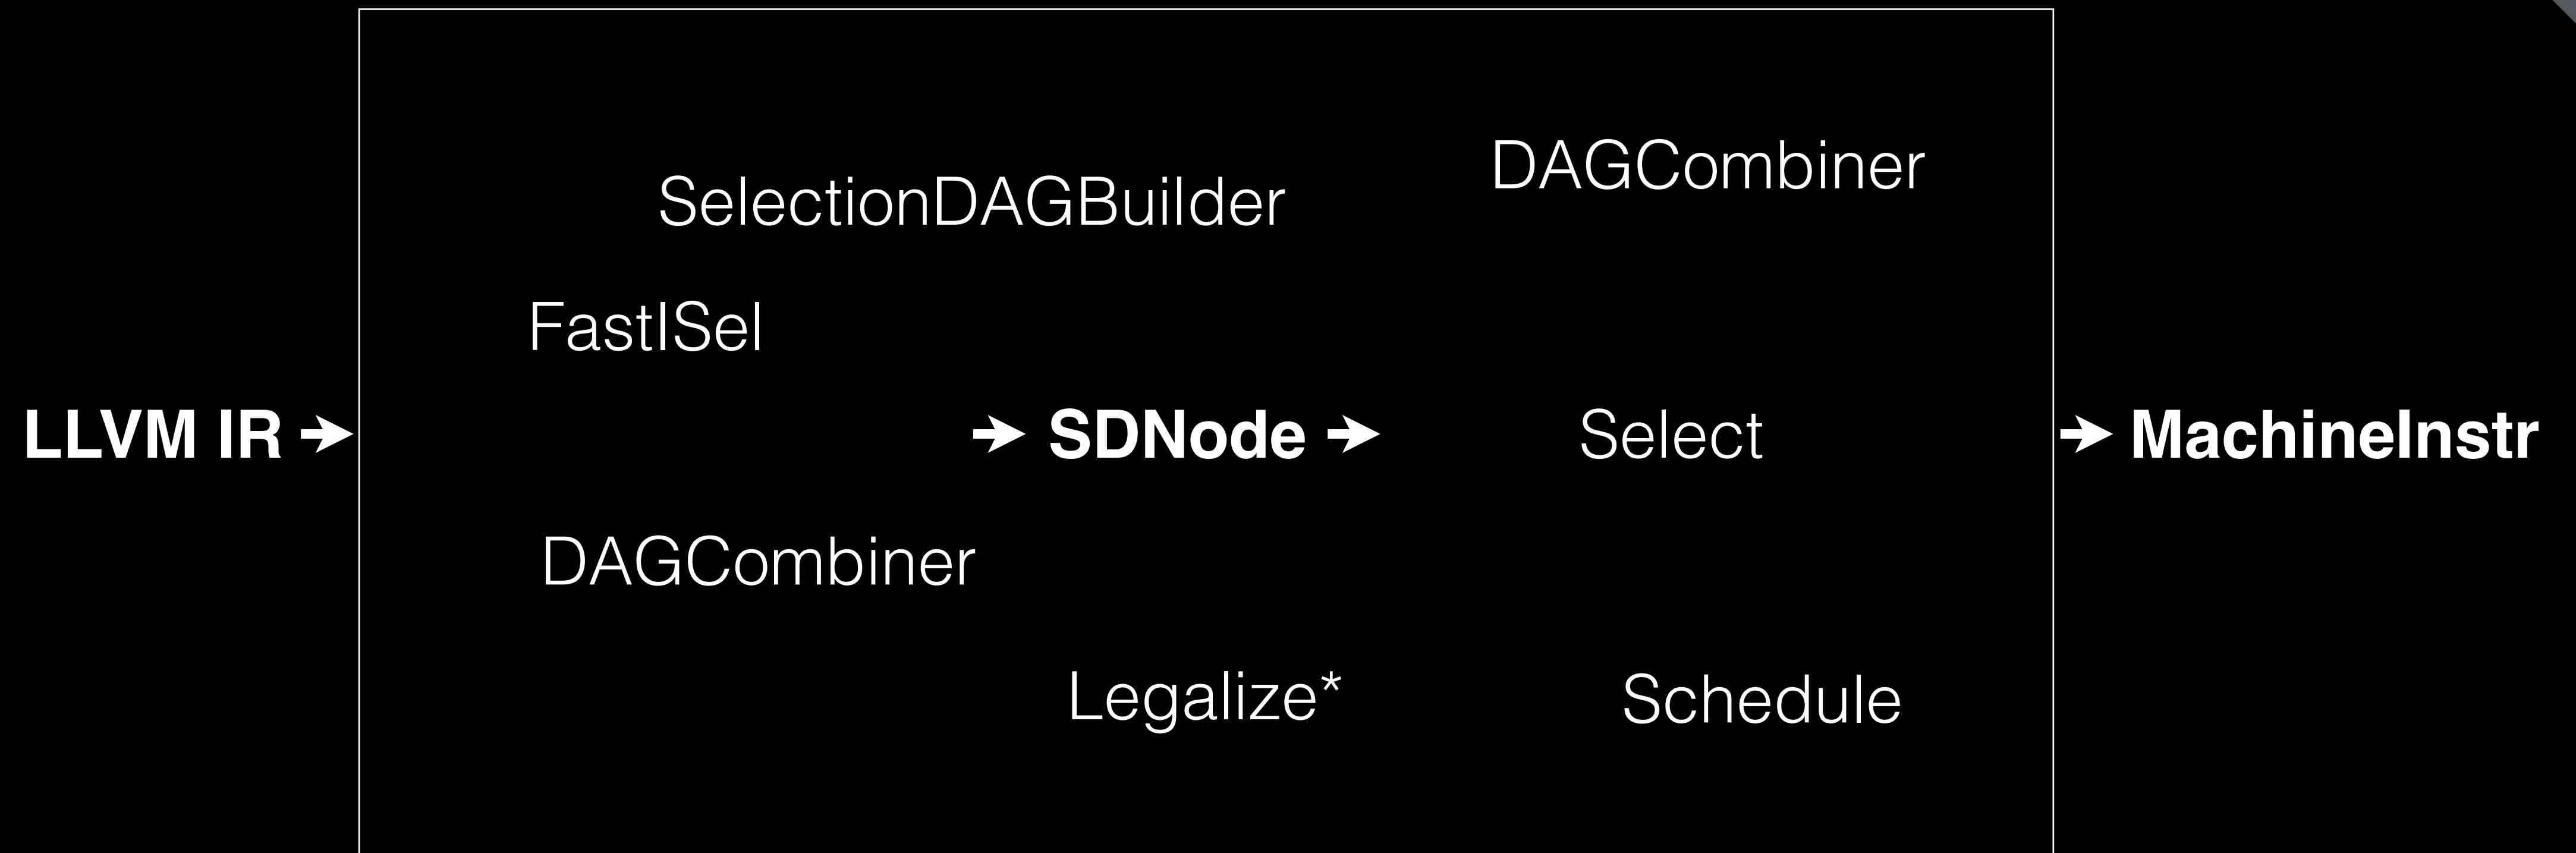 DAGCombiner
SelectionDAGBuilder
FastISel
LLVM IR
SDNode
Select
MachineInstr
DAGCombiner
Legalize*
Schedule